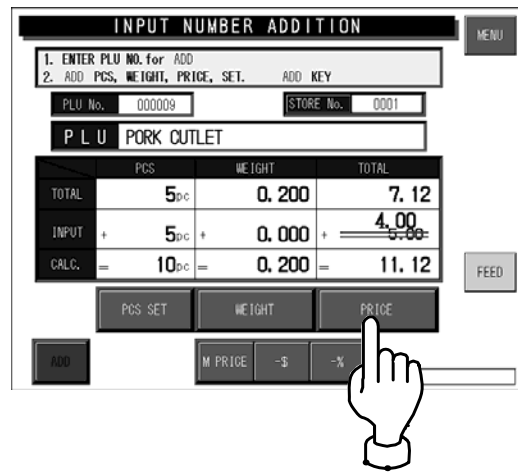 INPUT NUMBER ADDITION
MENU
1. ENTER PLU NO. for ADD
2. ADD PCS, WEIGHT, PRICE, SET. ADD KEY
PLU No. 000009 STORE No. 0001
PLU PORK CUTLET
PCS WEIGHT TOTAL
TOTAL 5pc 0.200 7.12
4.00
INPUT + 5pc + 0.000 + 5.00
CALC. = 10pc = 0.200 = 11.12
FEED
PCS SET WEIGHT PRICE
ADD M PRICE -$ -%